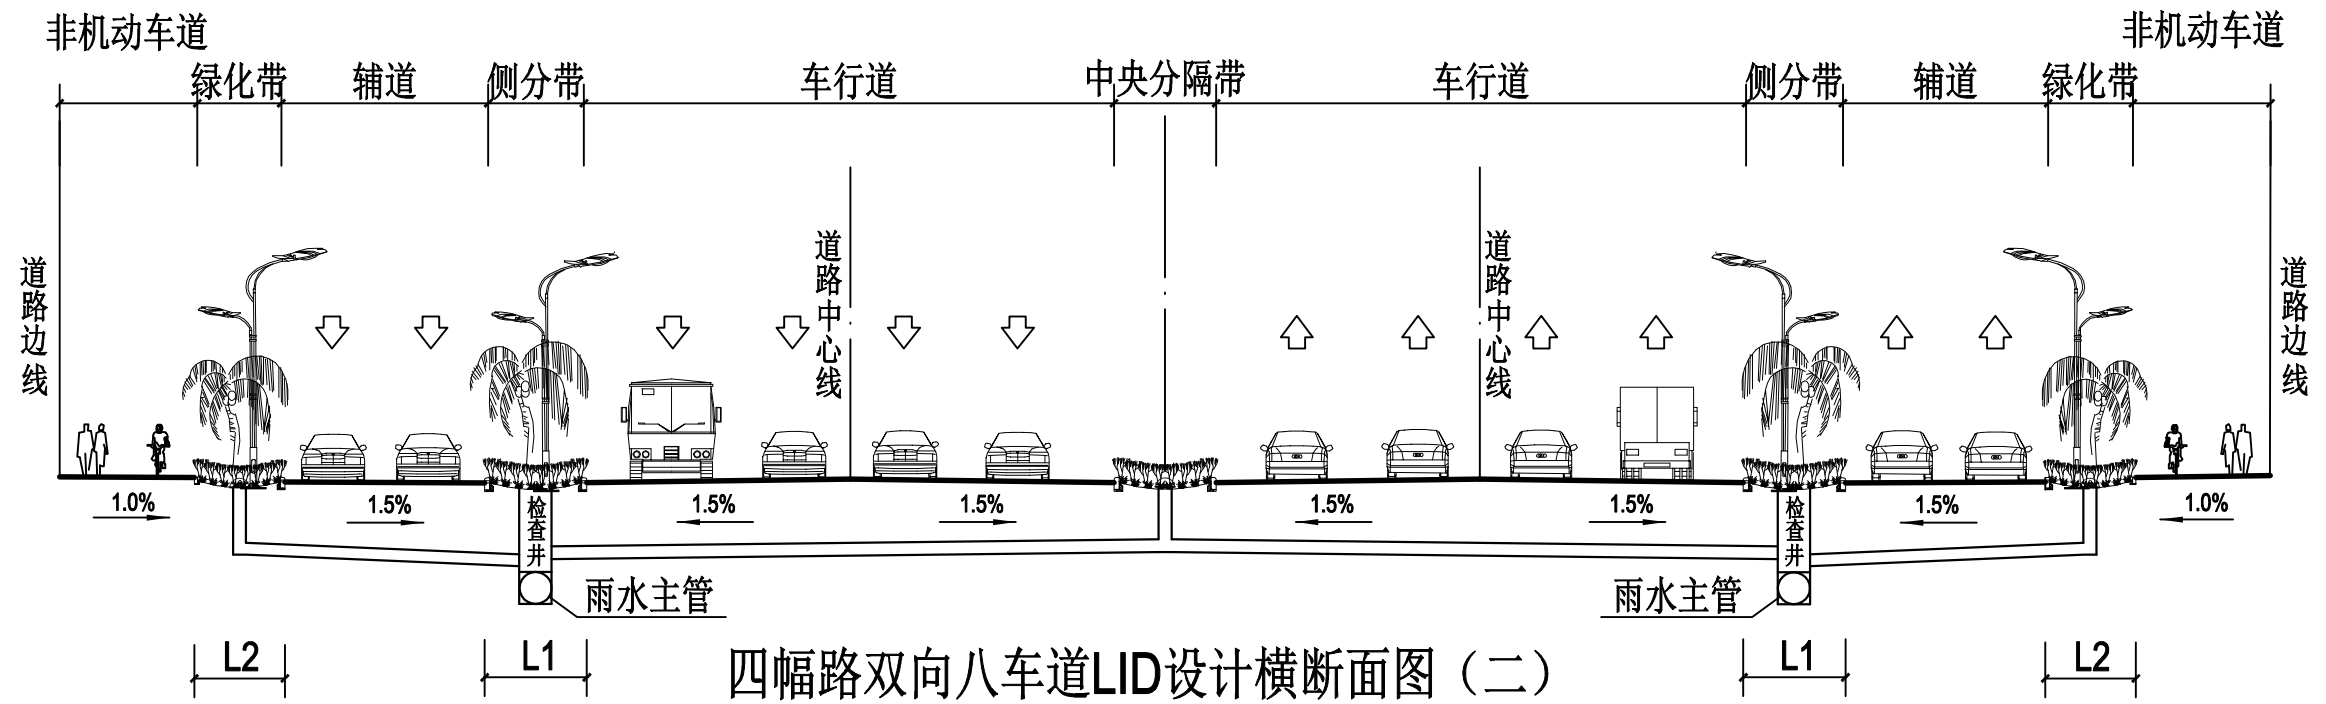 非机动车道
非机动车道
绿化带
辅道
侧分带
车行道
中央分隔带
车行道
侧分带
辅道
绿化带
道路边线
道路中心线
道路中心线
道路边线
1.0%
1.5%
检查井
1.5%
1.5%
1.5%
1.5%
检查井
1.5%
1.0%
雨水主管
雨水主管
L2
L1
四幅路双向八车道LID设计横断面图（二）
L1
L2